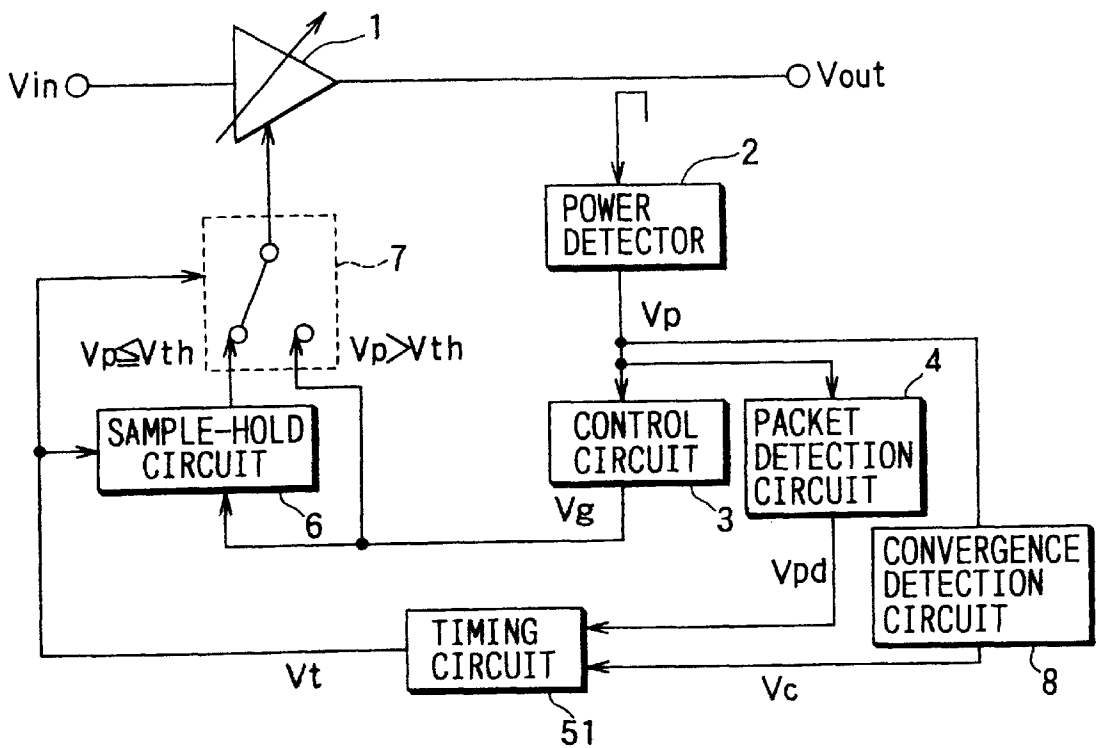 1
Vin
Vout
2
POWER
DETECTOR
7
Vp
Vp≦Vth
Vp>Vth
4
SAMPLE-HOLD
CIRCUIT
CONTROL
CIRCUIT
PACKET
DETECTION
CIRCUIT
6
Vg
3
CONVERGENCE
DETECTION
CIRCUIT
Vpd
TIMING
CIRCUIT
Vt
Vc
8
51